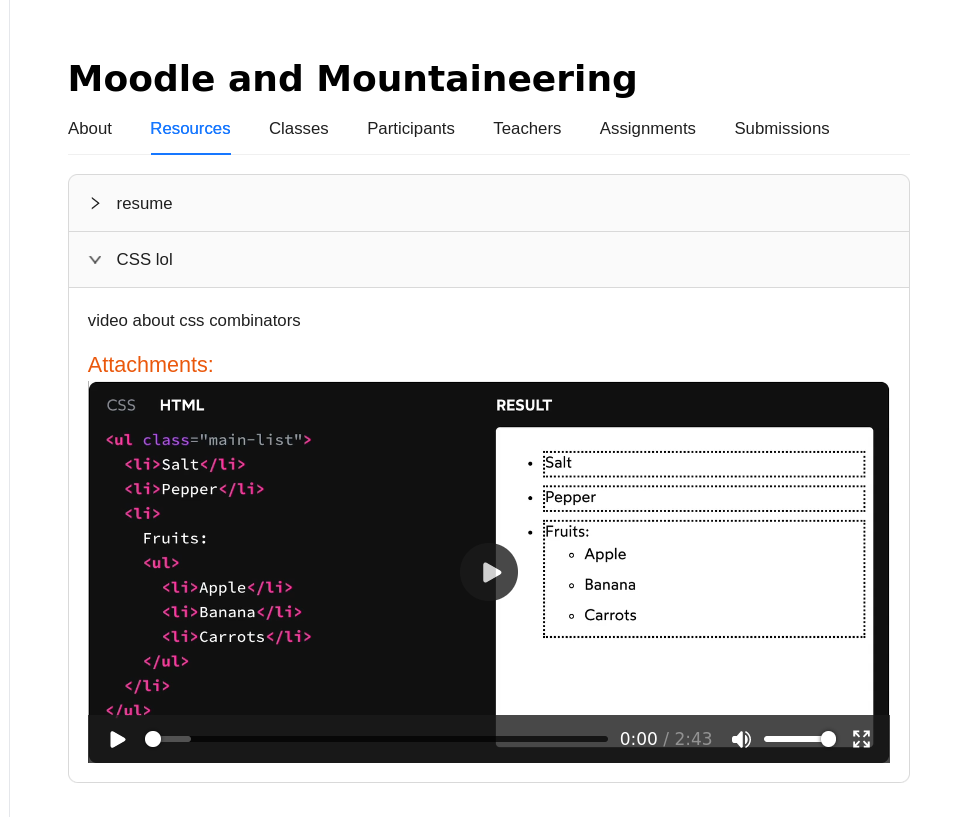 Moodle and Mountaineering
About Resources Classes Participants Teachers Assignments Submissions
resume
CSS lol
video about css combinators
Attachments:
CSS HTML
<ul class="main-list">
<li>Salt</li>
<li>Pepper</li>
<li>
Fruits:
<ul>
<li>Apple</li>
<li>Banana</li>
<li>Carrots</li>
</ul>
</li>
</ul>
RESULT
Salt
Pepper
Fruits:
Apple
Banana
Carrots
0:00 / 2:43